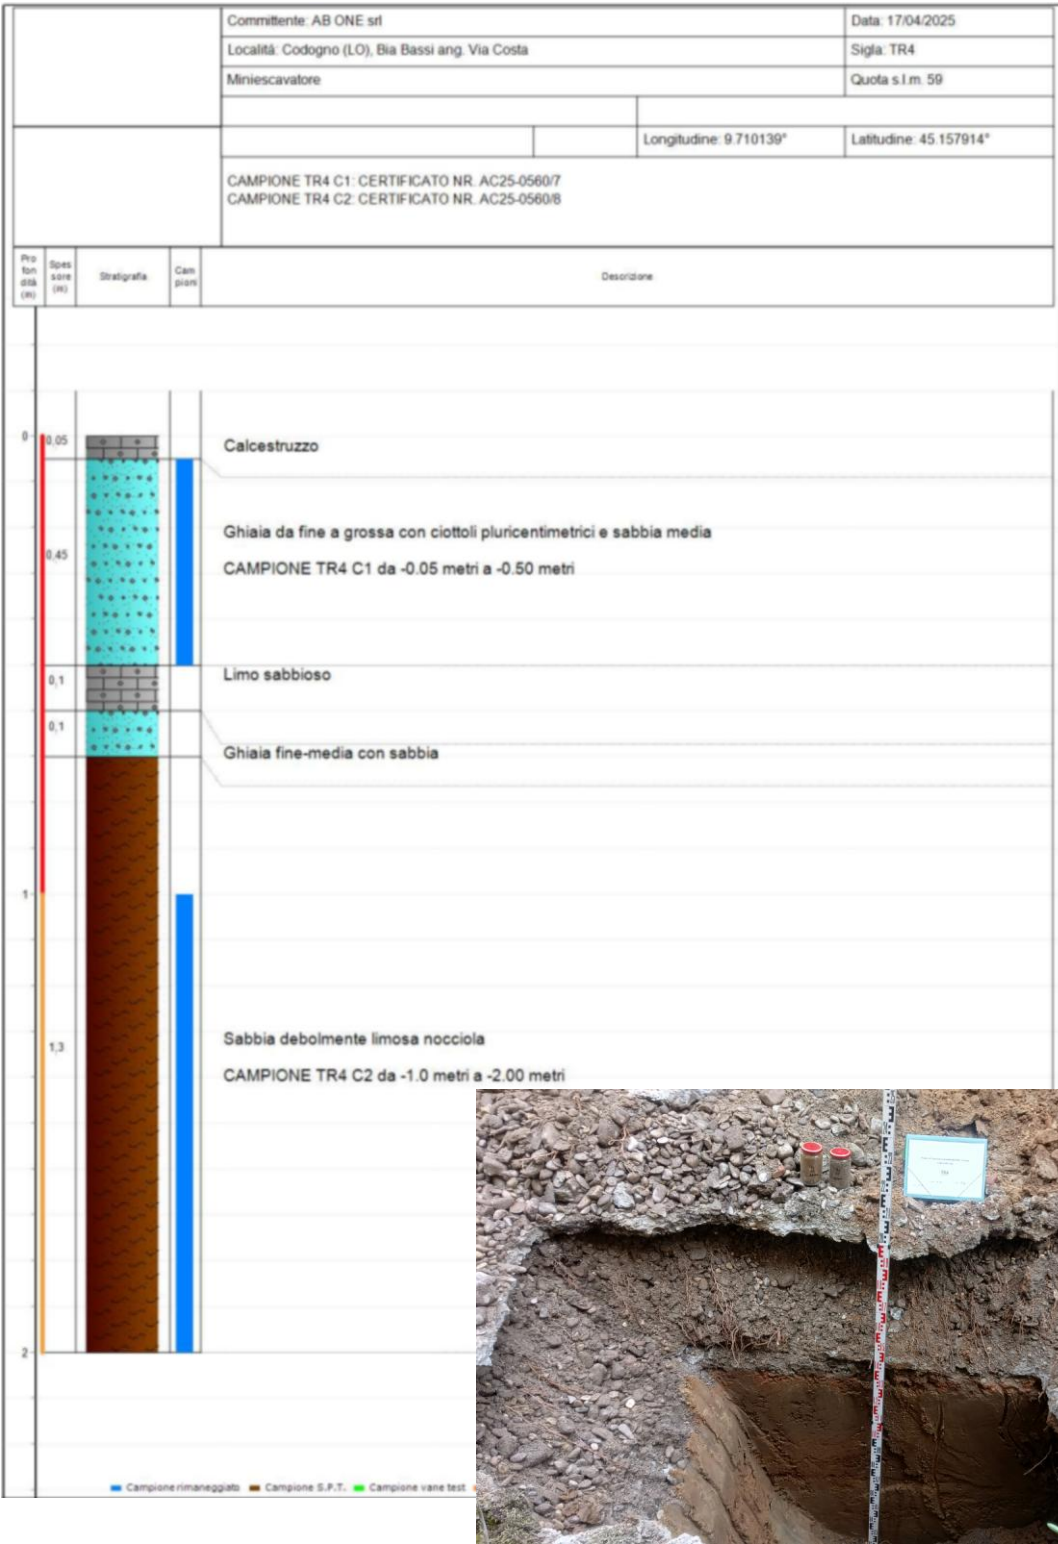 Committente: AB ONE srl
Data: 17/04/2025
Località: Codogno (LO), Bia Bassi ang. Via Costa
Sigla: TR4
Miniescavatore
Quota s.l.m. 59
Longitudine: 9.710139°
Latitudine: 45.157914°
CAMPIONE TR4 C1: CERTIFICATO NR. AC25-0560/7
CAMPIONE TR4 C2: CERTIFICATO NR. AC25-0560/8
Pro
fon
dità
(m)
Spes
sore
(m)
Stratigrafia
Cam
pioni
Descrizione
0
0,05
Calcestruzzo
Ghiaia da fine a grossa con ciottoli pluricentimetrici e sabbia media
0,45
CAMPIONE TR4 C1 da -0.05 metri a -0.50 metri
0,1
Limo sabbioso
0,1
Ghiaia fine-media con sabbia
1
1,3
Sabbia debolmente limosa nocciola
CAMPIONE TR4 C2 da -1.0 metri a -2.00 metri
2
Campione rimaneggiato
Campione S.P.T.
Campione vane test